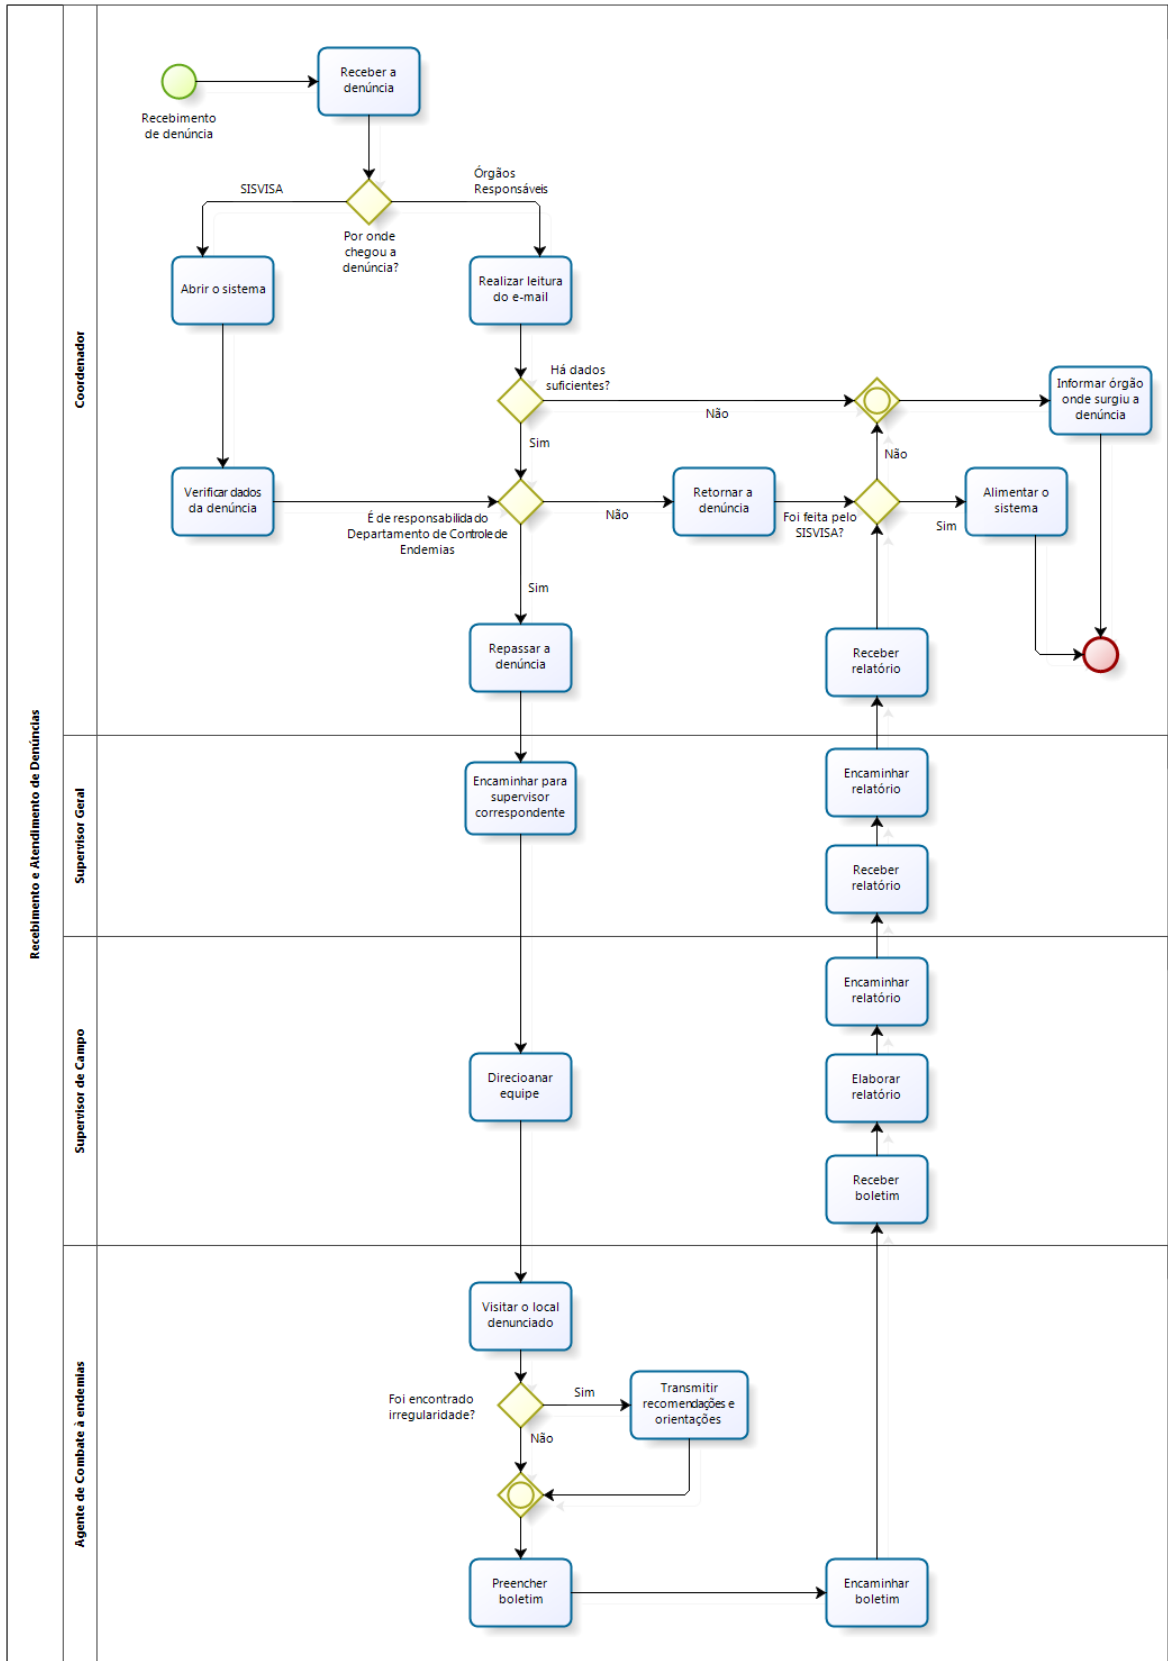 Recebimento e Atendimento de Denúncias
Coordenador
Recebimento
de denúncia
Receber a
denúncia
SISVISA
Órgãos
Responsáveis
Por onde
chegou a
denúncia?
Abrir o sistema
Realizar leitura
do e-mail
Há dados
suficientes?
Não
Informar órgão
onde surgiu a
denúncia
Sim
Não
Verificar dados
da denúncia
É de responsabilidado
Departamento de Controle de
Endemias
Não
Retornar a
denúncia
Foi feita pelo
SISVISA?
Sim
Alimentar o
sistema
Sim
Repassar a
denúncia
Receber
relatório
Supervisor Geral
Encaminhar para
supervisor
correspondente
Encaminhar
relatório
Receber
relatório
Supervisor de Campo
Encaminhar
relatório
Direcioanar
equipe
Elaborar
relatório
Receber
boletim
Agente de Combate à endemias
Visitar o local
denunciado
Foi encontrado
irregularidade?
Sim
Transmitir
recomendações e
orientações
Não
Preencher
boletim
Encaminhar
boletim